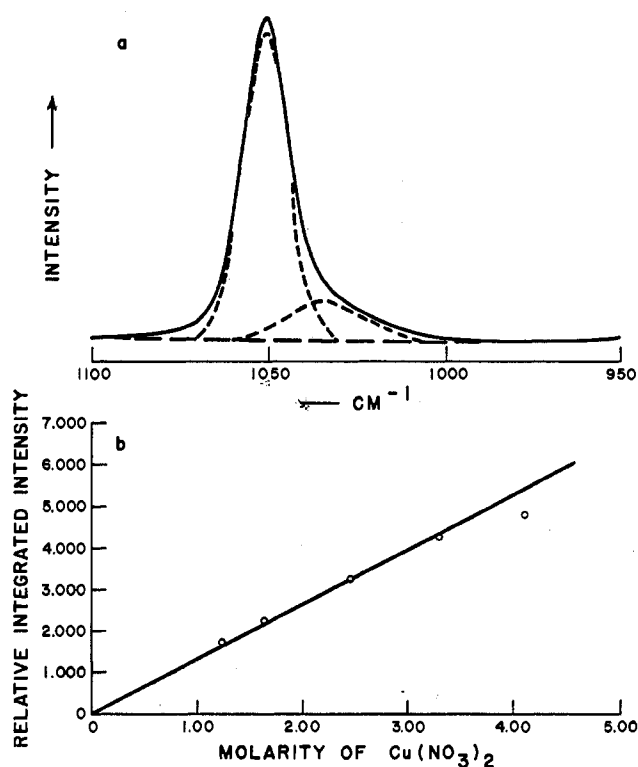 a
INTENSITY
1100 1050 1000 950
CM⁻¹
b
RELATIVE INTEGRATED INTENSITY
7.000
6.000
5.000
4.000
3.000
2.000
1.000
0
0 1.00 2.00 3.00 4.00 5.00
MOLARITY OF Cu(NO₃)₂